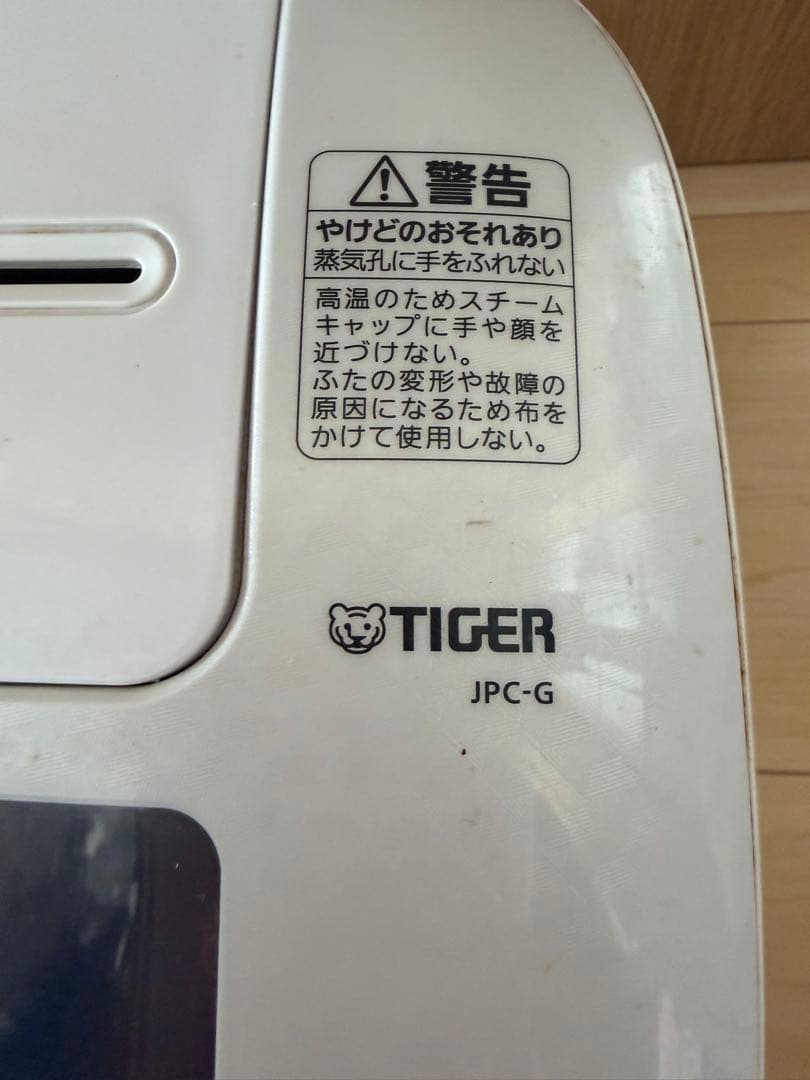 警告
やけどのおそれあり
蒸気孔に手をふれない
高温のためスチーム
キャップに手や顔を
近づけない。
ふたの変形や故障の
原因になるため布を
かけて使用しない。
TIGER
JPC-G